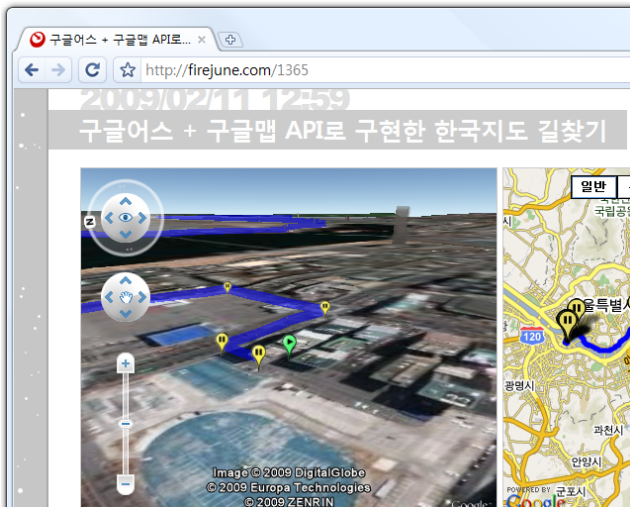 구글어스 + 구글맵 API로...
http://firejune.com/1365
2009/02/11 12:59
구글어스 + 구글맵 API로 구현한 한국지도 길찾기
일반
국립공원
N
울특별시
120
광명시
과천시
안양시
군포시
POWERED BY
Google
Image © 2009 DigitalGlobe
© 2009 Europa Technologies
© 2009 ZENRIN
Google